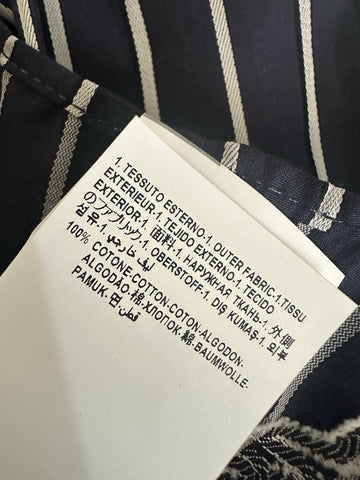 1. TESSUTO ESTERNO.1. OUTER FABRIC.1.TISSU
EXTERIEUR-1.TEJIDO EXTERNO.1. TECIDO
EXTERIOR.1. 面料.1. НАРУЖНАЯ ТКАНЬ.1. 外側
のファブリック.1. OBERSTOFF.1. DIŞ KUMAŞ.1. 외부
섬유.1. ليف خارجي.1.
100% COTONE.COTTON.COTON.ALGODON.
ALGODÃO.棉.ХЛОПОК.綿.BAUMWOLLE.
PAMUK.면.قطن.